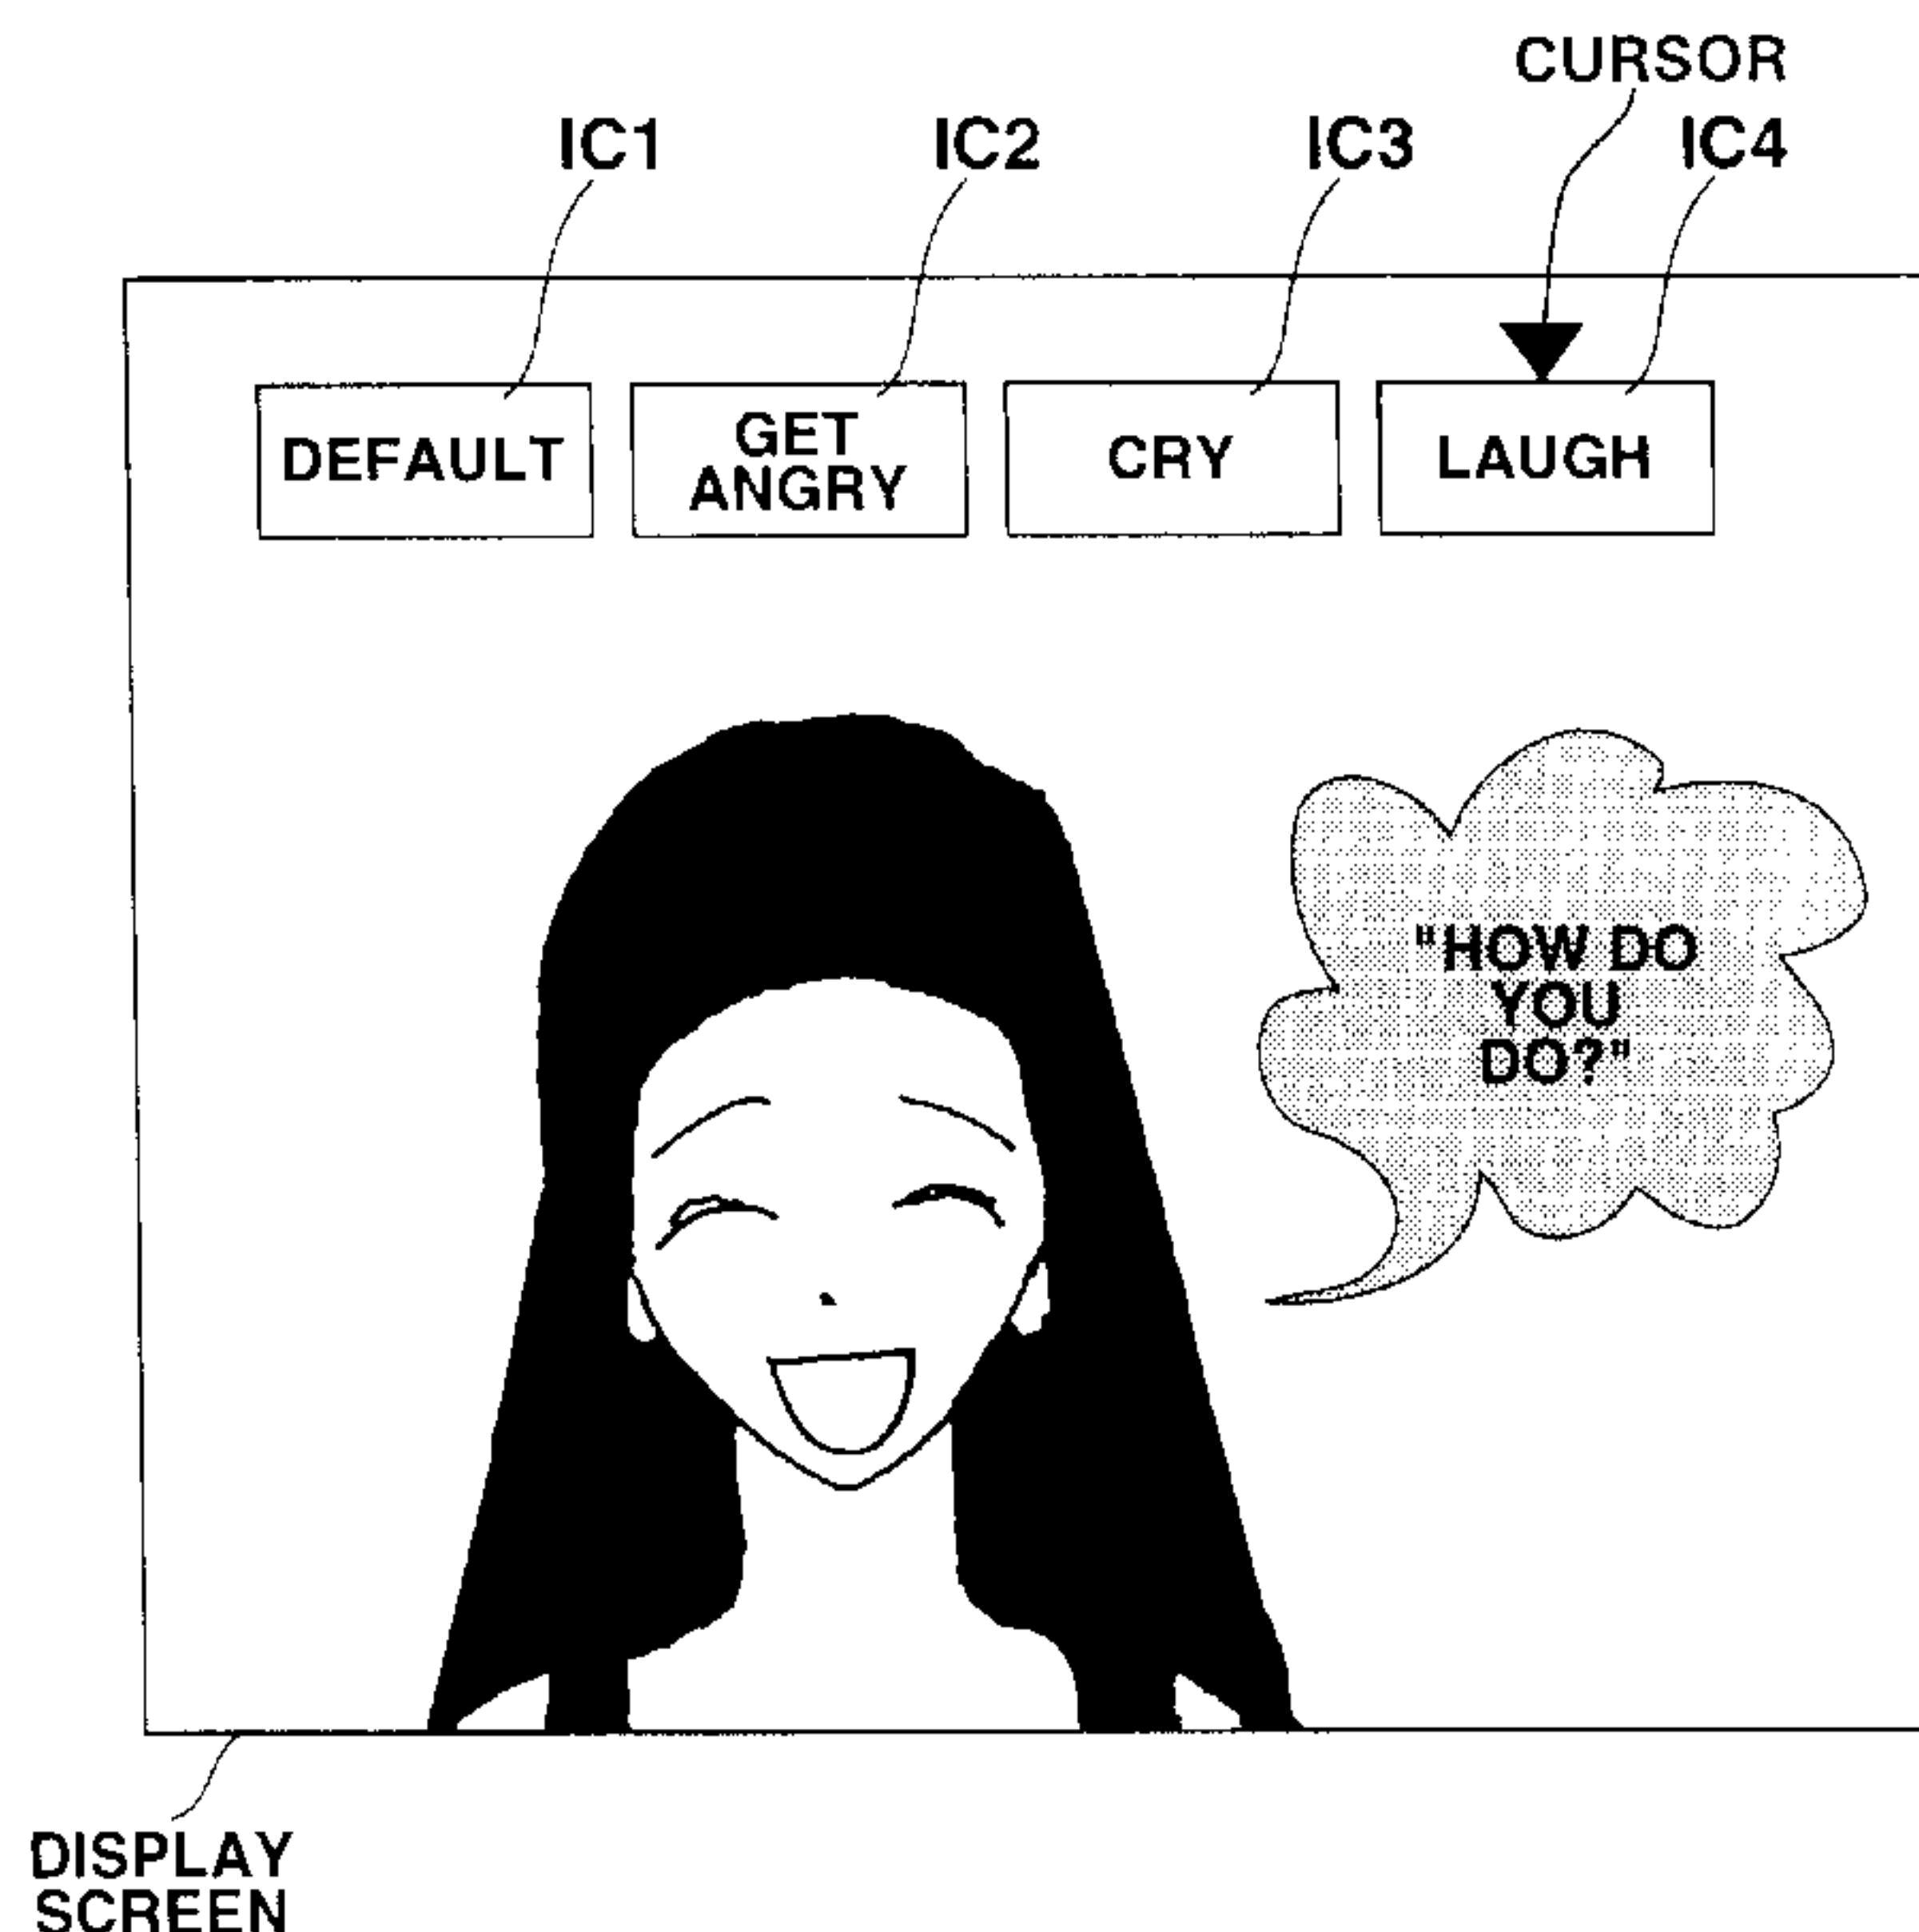 CURSOR
IC1 IC2 IC3 IC4
DEFAULT
GET
ANGRY
CRY
LAUGH
"HOW DO
YOU
DO?"
DISPLAY
SCREEN